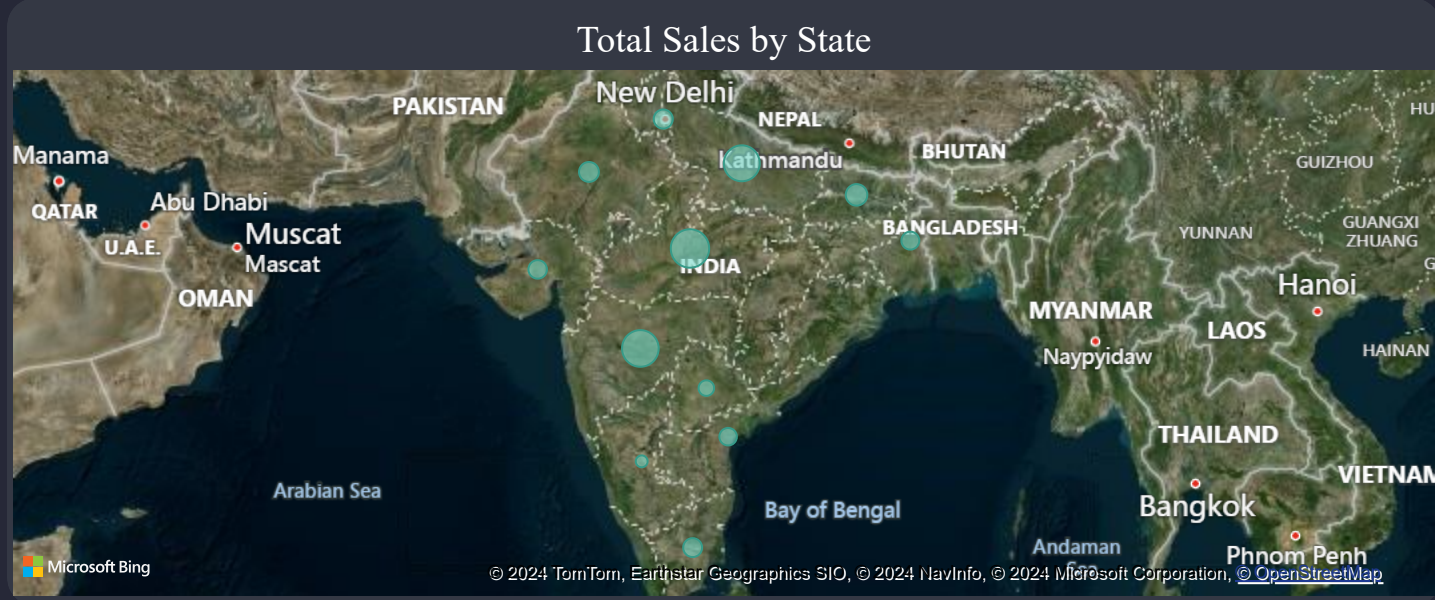 Total Sales by State
New Delhi
PAKISTAN
HU
NEPAL
Manama
Kathmandu
BHUTAN
GUIZHOU
QATAR
Abu Dhabi
GUANGXI
ZHUANG
U.A.E.
Muscat
Mascat
BANGLADESH
YUNNAN
INDIA
G
Hanoi
OMAN
MYANMAR
LAOS
Naypyidaw
HAINAN
THAILAND
VIETNAM
Arabian Sea
Bay of Bengal
Bangkok
Andaman
Sea
Phnom Penh
Microsoft Bing
© 2024 TomTom, Earthstar Geographics SIO, © 2024 NavInfo, © 2024 Microsoft Corporation, © OpenStreetMap